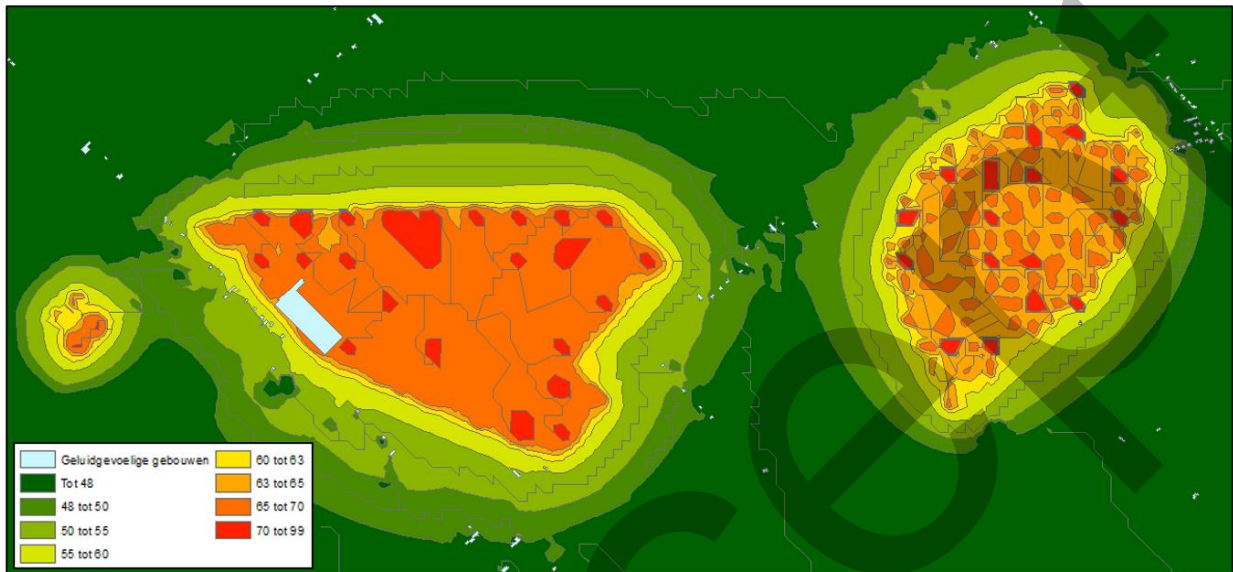 Geluidgevoelige gebouwen
Tot 48
48 tot 50
50 tot 55
55 tot 60
60 tot 63
63 tot 65
65 tot 70
70 tot 99